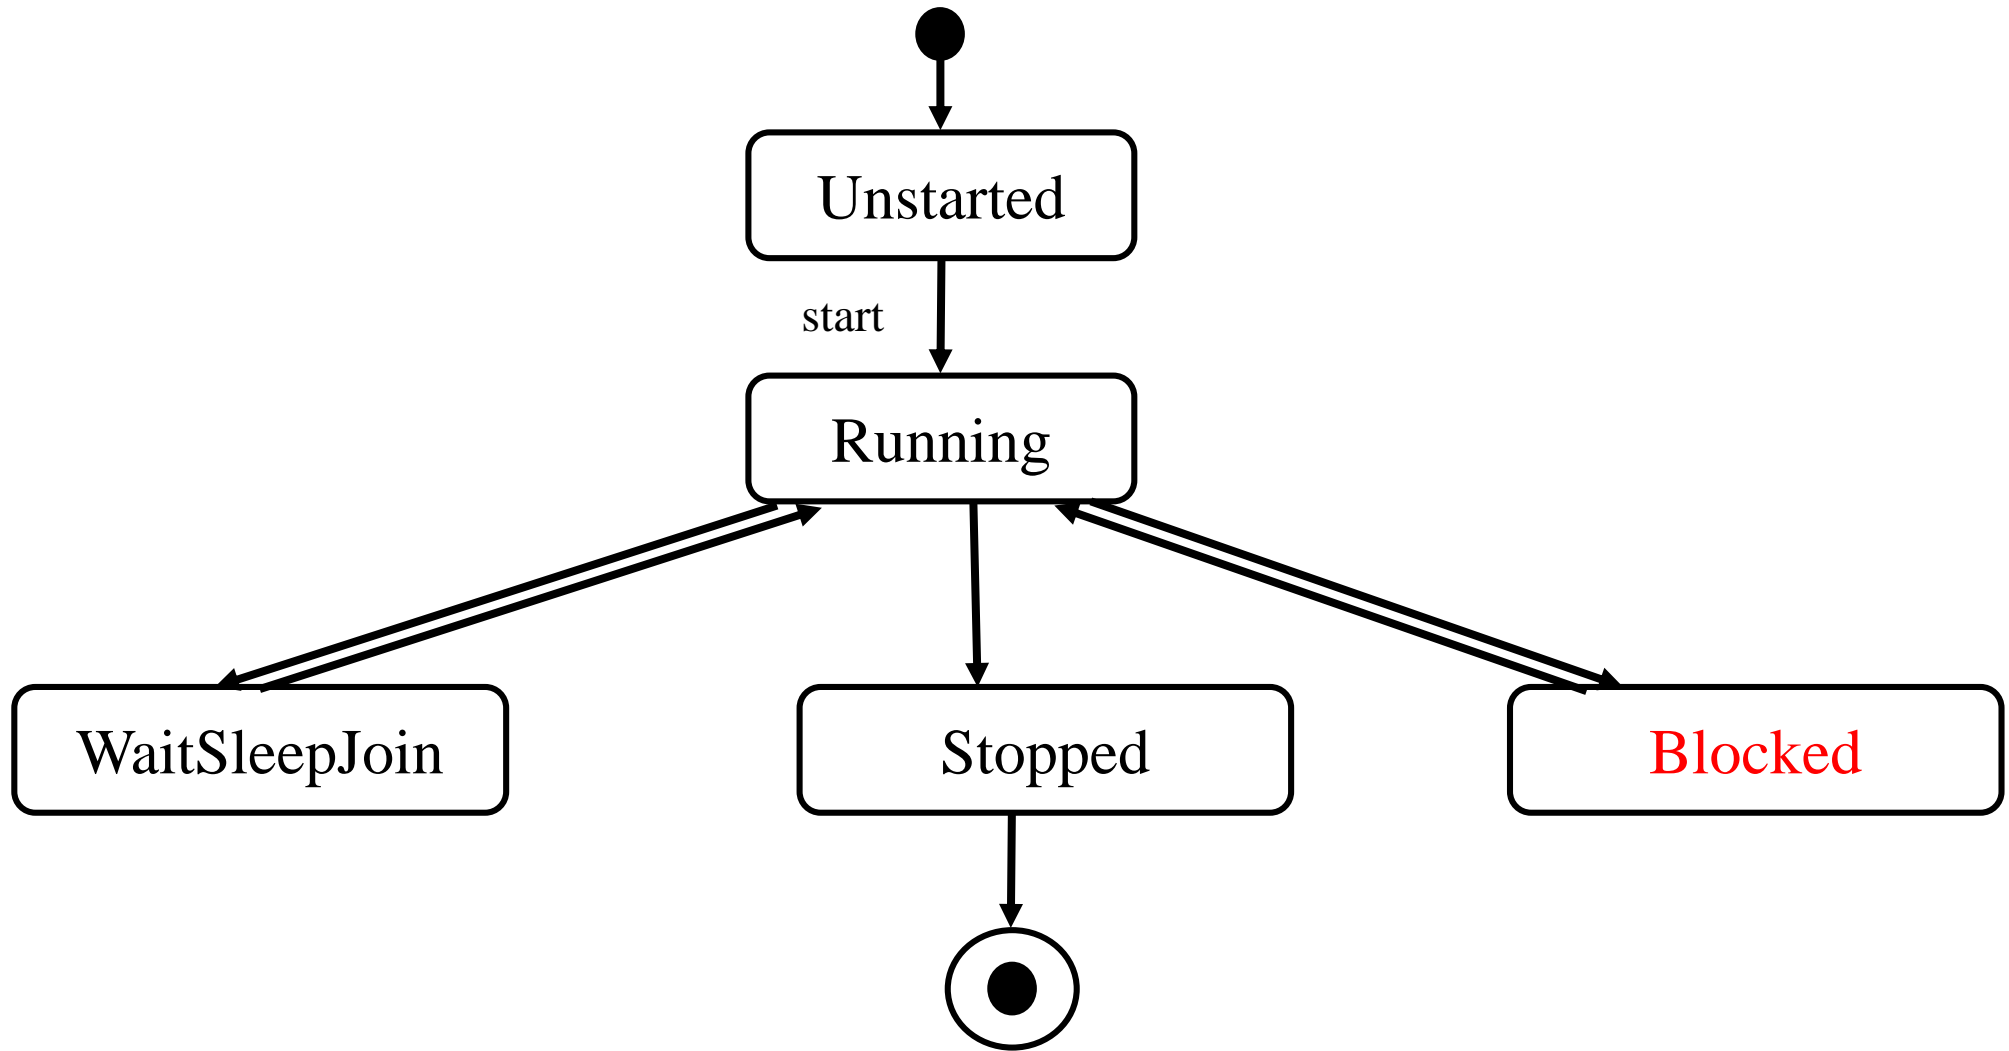 Unstarted
start
Running
WaitSleepJoin
Stopped
Blocked